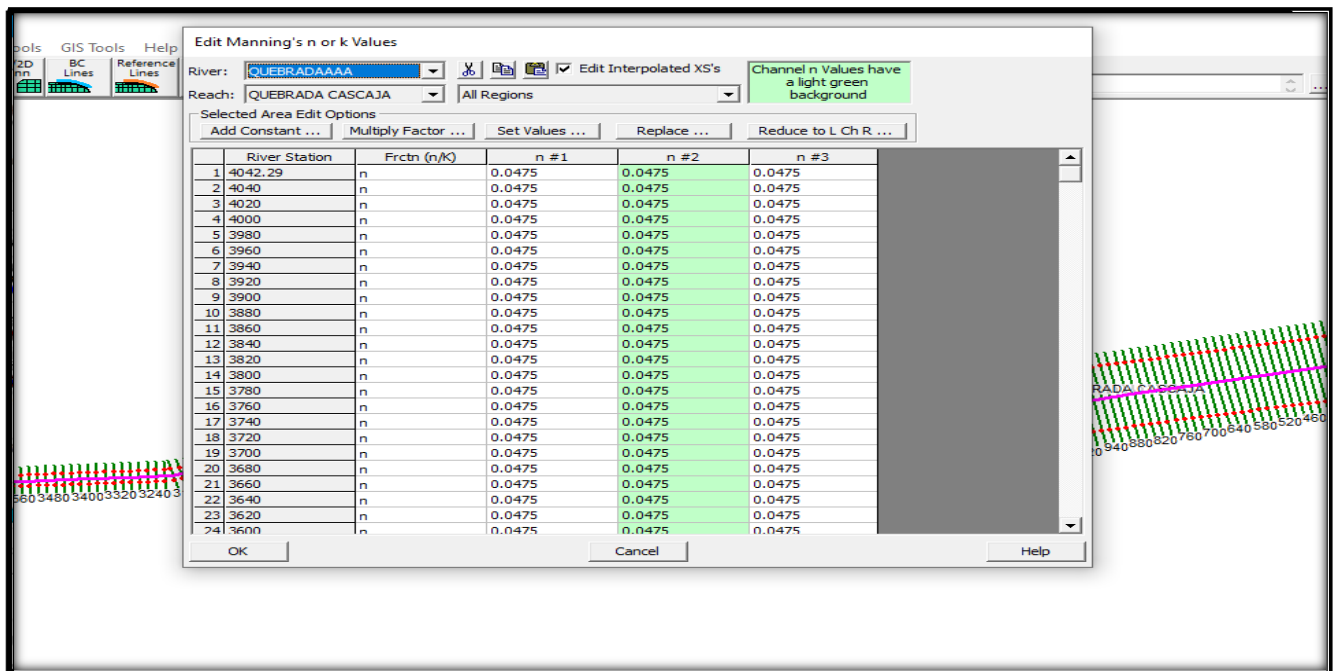 Edit Manning's n or k Values
ools GIS Tools Help
/2D
nn
BC
Lines
Reference
Lines
River: QUEBRADAAAA Edit Interpolated XS's
Reach: QUEBRADA CASCAJA All Regions
Channel n Values have
a light green
background
Selected Area Edit Options
Add Constant ... Multiply Factor ... Set Values ... Replace ... Reduce to L Ch R ...
River Station Frctn (n/K) n #1 n #2 n #3
1 4042.29 n 0.0475 0.0475 0.0475
2 4040 n 0.0475 0.0475 0.0475
3 4020 n 0.0475 0.0475 0.0475
4 4000 n 0.0475 0.0475 0.0475
5 3980 n 0.0475 0.0475 0.0475
6 3960 n 0.0475 0.0475 0.0475
7 3940 n 0.0475 0.0475 0.0475
8 3920 n 0.0475 0.0475 0.0475
9 3900 n 0.0475 0.0475 0.0475
10 3880 n 0.0475 0.0475 0.0475
11 3860 n 0.0475 0.0475 0.0475
12 3840 n 0.0475 0.0475 0.0475
13 3820 n 0.0475 0.0475 0.0475
14 3800 n 0.0475 0.0475 0.0475
15 3780 n 0.0475 0.0475 0.0475
16 3760 n 0.0475 0.0475 0.0475
17 3740 n 0.0475 0.0475 0.0475
18 3720 n 0.0475 0.0475 0.0475
19 3700 n 0.0475 0.0475 0.0475
20 3680 n 0.0475 0.0475 0.0475
21 3660 n 0.0475 0.0475 0.0475
22 3640 n 0.0475 0.0475 0.0475
23 3620 n 0.0475 0.0475 0.0475
24 3600 n 0.0475 0.0475 0.0475
OK Cancel Help
560 3480 3400 3320 3240 3
RADA CASCAJA
0 940 880 820 760 700 640 580 520 460